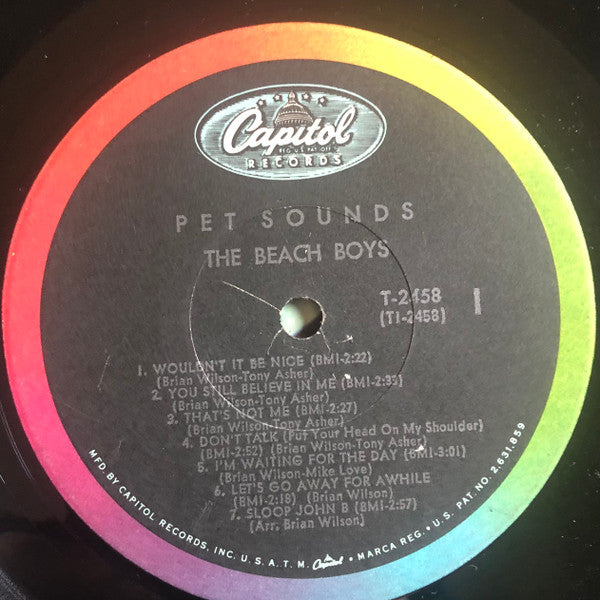 Capitol
REG. U.S. PAT. OFF.
RECORDS
PET SOUNDS
THE BEACH BOYS
T-2458
(T1-2458)
1
1. WOULDN'T IT BE NICE (BMI-2:22)
(Brian Wilson-Tony Asher)
2. YOU STILL BELIEVE IN ME (BMI-2:33)
(Brian Wilson-Tony Asher)
3. THAT'S NOT ME (BMI-2:27)
(Brian Wilson-Tony Asher)
4. DON'T TALK (Put Your Head On My Shoulder)
(BMI-2:52) (Brian Wilson-Tony Asher)
5. I'M WAITING FOR THE DAY (BMI-3:01)
(Brian Wilson-Mike Love)
6. LET'S GO AWAY FOR AWHILE
(BMI-2:18) (Brian Wilson)
7. SLOOP JOHN B (BMI-2:57)
(Arr. Brian Wilson)
MFD. BY CAPITOL RECORDS, INC. U.S.A. T.M. Capitol • MARCA REG. • U.S. PAT. NO. 2,631,859